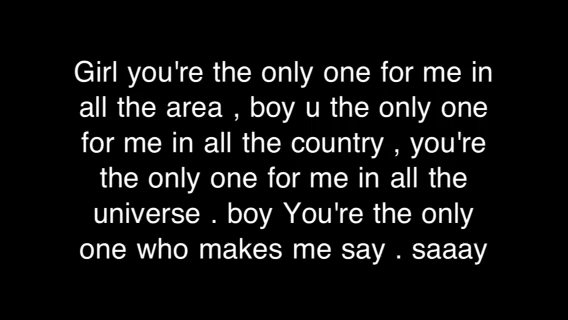 Girl you're the only one for me in
all the area , boy u the only one
for me in all the country , you're
the only one for me in all the
universe . boy You're the only
one who makes me say . saaay